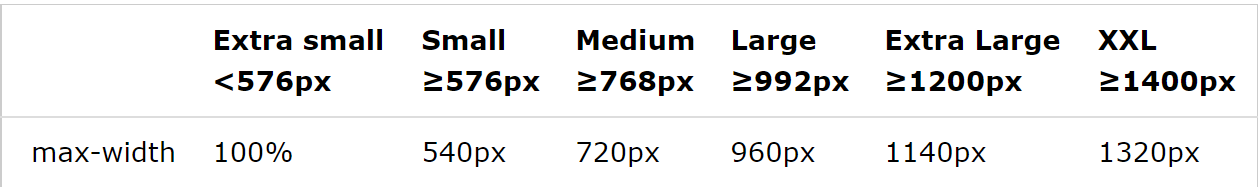 Extra small Small Medium Large Extra Large XXL
<576px ≥576px ≥768px ≥992px ≥1200px ≥1400px
max-width 100% 540px 720px 960px 1140px 1320px